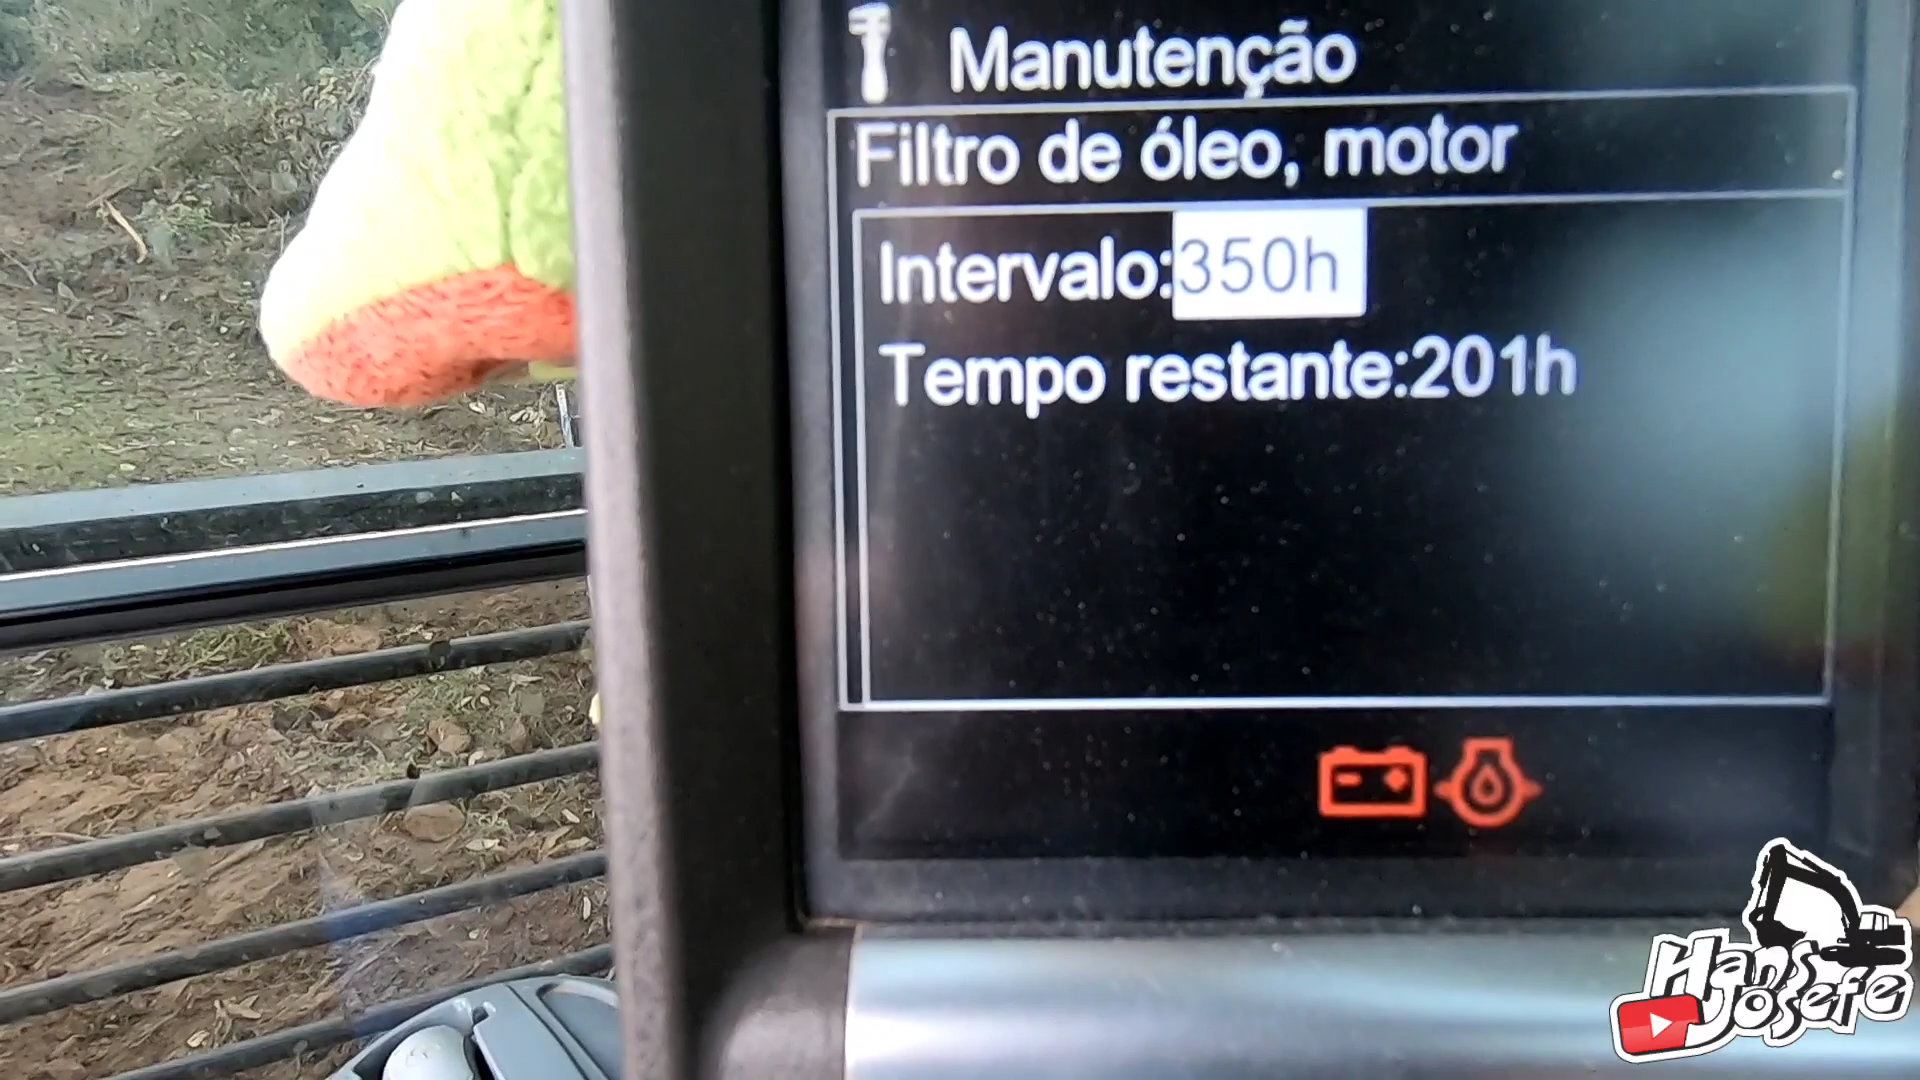 Manutenção
Filtro de óleo, motor
Intervalo:350h
Tempo restante:201h
Hans
Josefe